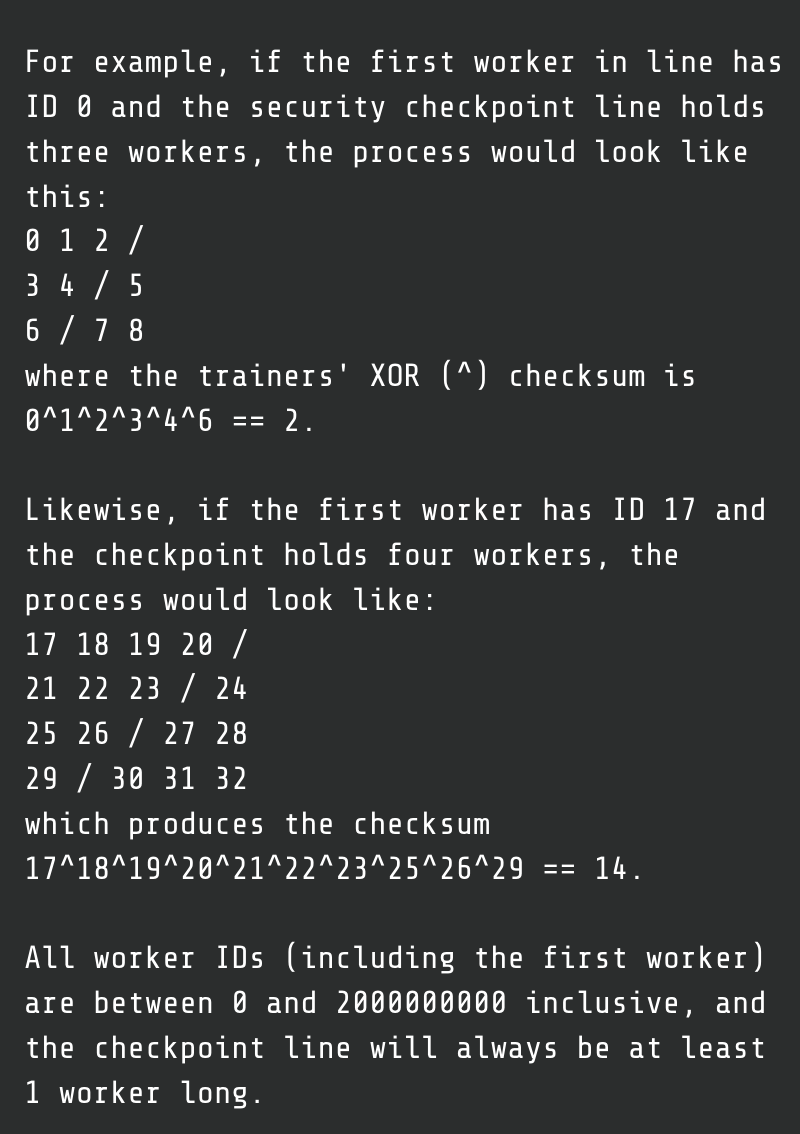 For example, if the first worker in line has
ID 0 and the security checkpoint line holds
three workers, the process would look like
this:
0 1 2 /
3 4 / 5
6 / 7 8
where the trainers' XOR (^) checksum is
0^1^2^3^4^6 == 2.

Likewise, if the first worker has ID 17 and
the checkpoint holds four workers, the
process would look like:
17 18 19 20 /
21 22 23 / 24
25 26 / 27 28
29 / 30 31 32
which produces the checksum
17^18^19^20^21^22^23^25^26^29 == 14.

All worker IDs (including the first worker)
are between 0 and 2000000000 inclusive, and
the checkpoint line will always be at least
1 worker long.